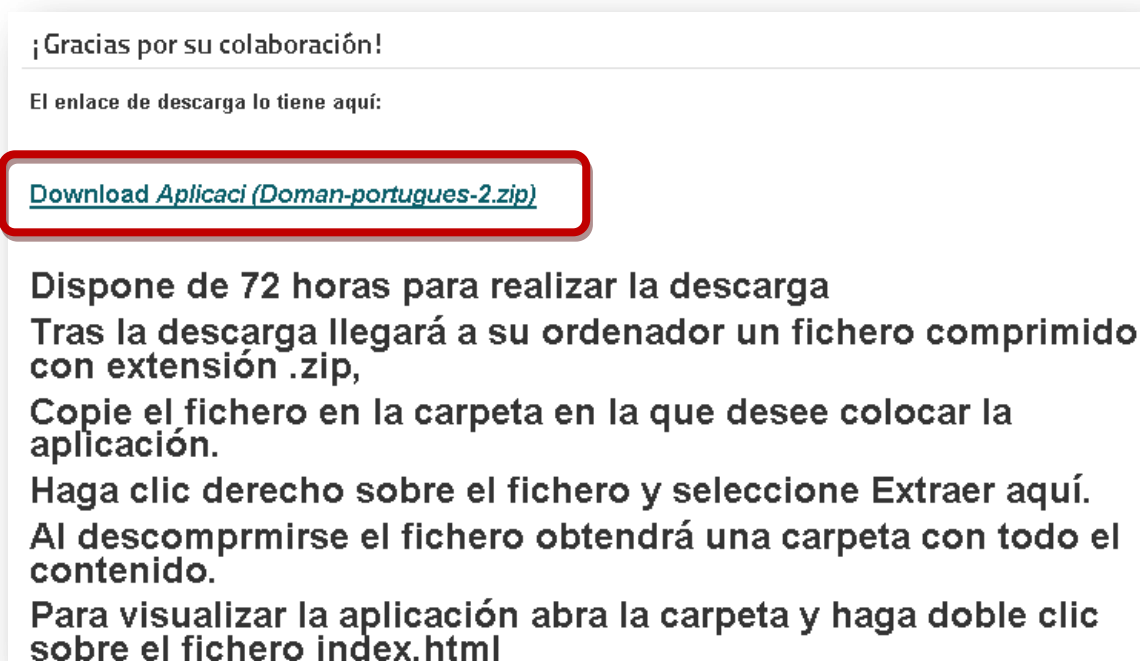 ¡Gracias por su colaboración!
El enlace de descarga lo tiene aquí:
Download Aplicaci (Doman-portugues-2.zip)
Dispone de 72 horas para realizar la descarga
Tras la descarga llegará a su ordenador un fichero comprimido
con extensión .zip,
Copie el fichero en la carpeta en la que desee colocar la
aplicación.
Haga clic derecho sobre el fichero y seleccione Extraer aquí.
Al descomprmirse el fichero obtendrá una carpeta con todo el
contenido.
Para visualizar la aplicación abra la carpeta y haga doble clic
sobre el fichero index.html